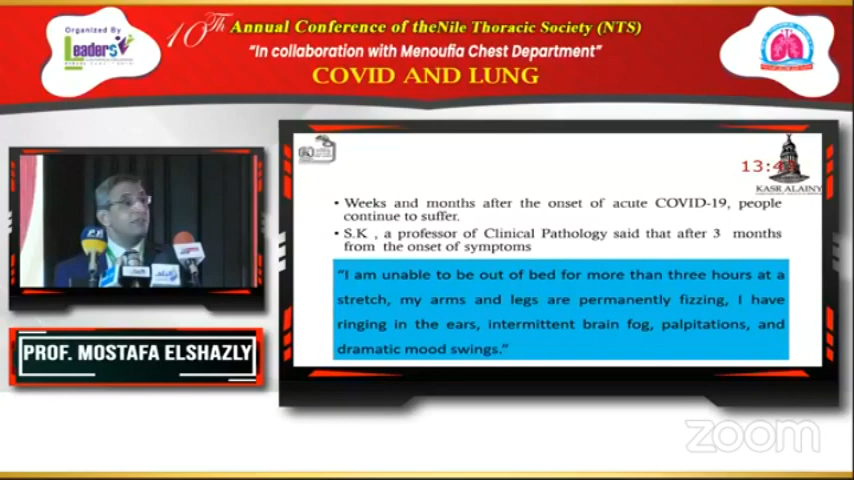 Organized By
Leaders
10Th Annual Conference of theNile Thoracic Society (NTS)
"In collaboration with Menoufia Chest Department"
COVID AND LUNG
KASR ALAINY
• Weeks and months after the onset of acute COVID-19, people
continue to suffer.
• S.K , a professor of Clinical Pathology said that after 3 months
from the onset of symptoms
"I am unable to be out of bed for more than three hours at a
stretch, my arms and legs are permanently fizzing, I have
ringing in the ears, intermittent brain fog, palpitations, and
dramatic mood swings."
PROF. MOSTAFA ELSHAZLY
zoom